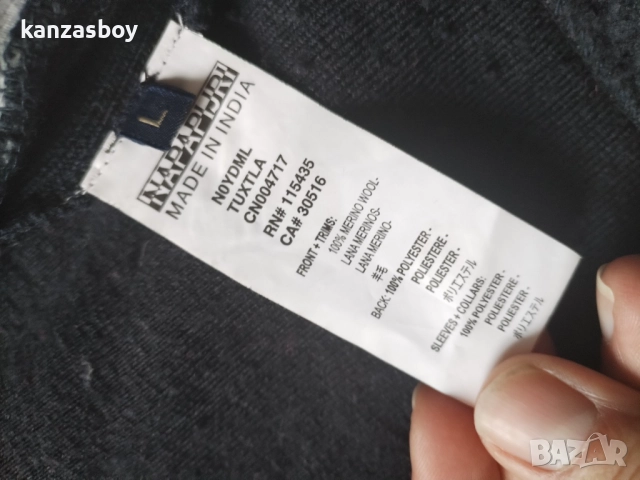 kanzasboy
L
NAPAPIJRI
MADE IN INDIA
N0YDML
TUXTLA
CN004717
RN# 115435
CA# 30516
FRONT + TRIMS:
100% MERINO WOOL-
LANA MERINOS-
LANA MERINO-
羊毛
BACK: 100% POLYESTER -
POLIESTERE -
POLIESTER -
ポリエステル
SLEEVES + COLLARS:
100% POLYESTER -
POLIESTERE -
POLIESTER -
ポリエステル
BAZAR